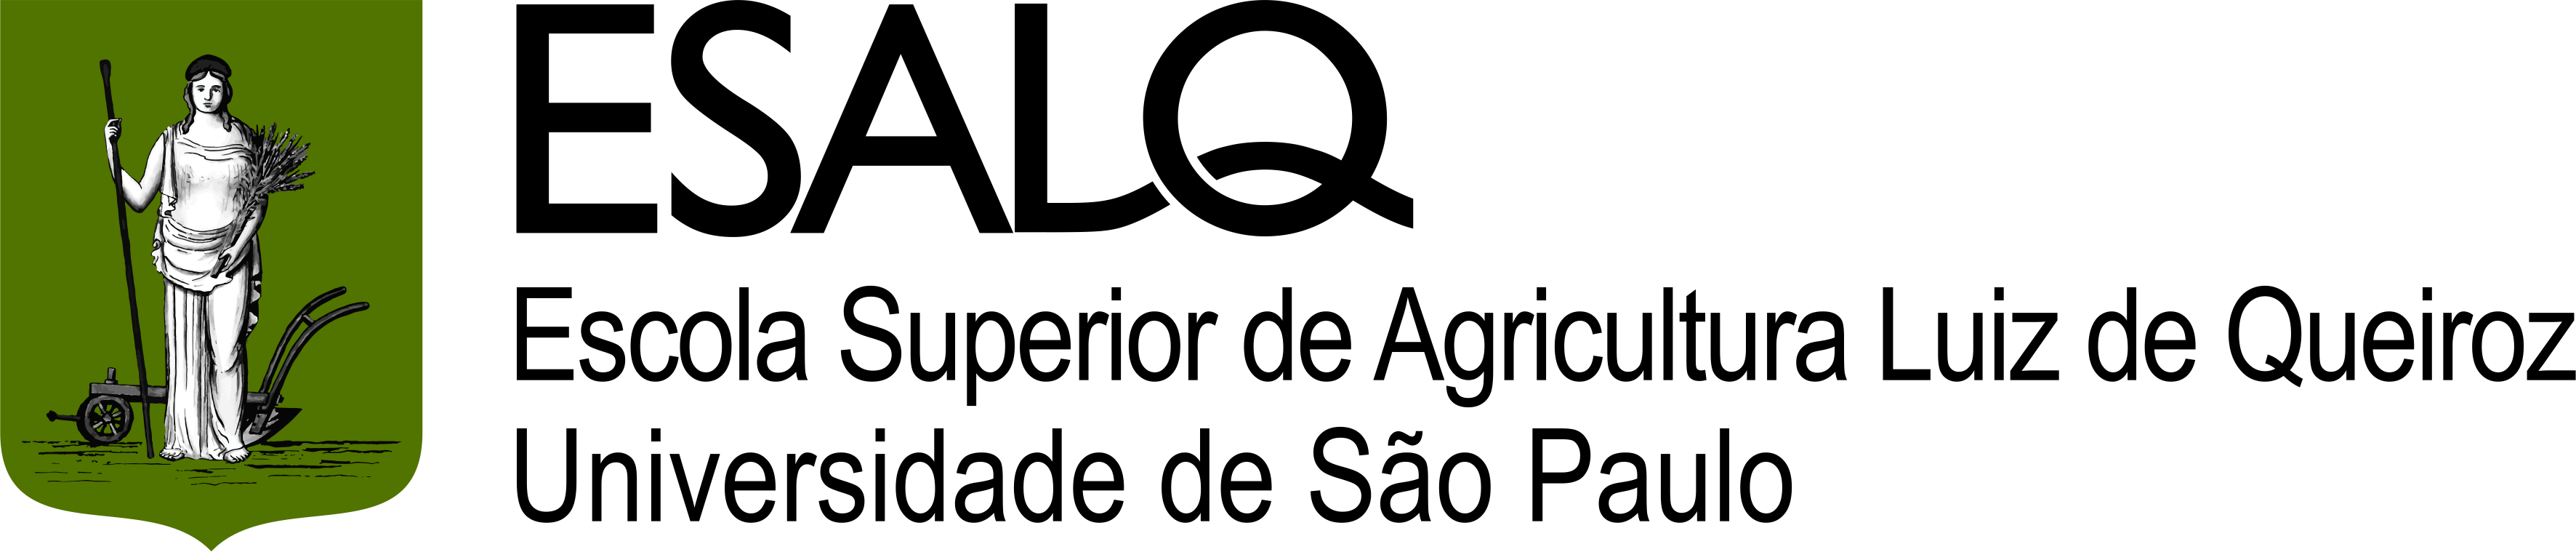 ESALQ
Escola Superior de Agricultura Luiz de Queiroz
Universidade de São Paulo